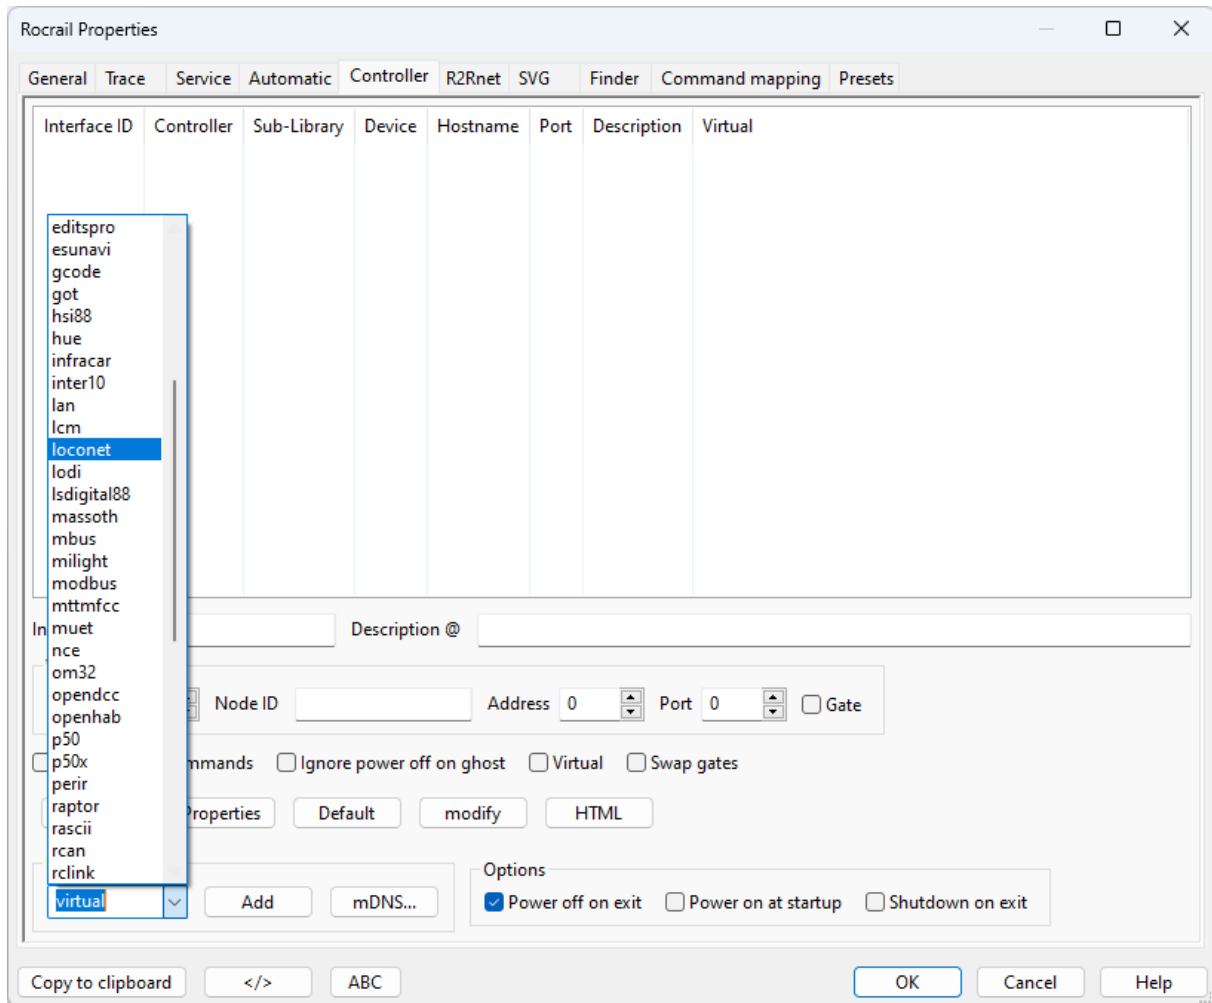 Rocrail Properties
General Trace Service Automatic Controller R2Rnet SVG Finder Command mapping Presets
Interface ID Controller Sub-Library Device Hostname Port Description Virtual
editspro
esunavi
gcode
got
hsi88
hue
infracar
inter10
lan
lcm
loconet
lodi
lsdigital88
massoth
mbus
milight
modbus
mttmfcc
muet
nce
om32
opendcc
openhab
p50
p50x
perir
raptor
rascii
rcan
rclink
In Description @
Node ID Address 0 Port 0 Gate
mmands Ignore power off on ghost Virtual Swap gates
Properties Default modify HTML
virtual Add mDNS...
Options
Power off on exit Power on at startup Shutdown on exit
Copy to clipboard </> ABC OK Cancel Help